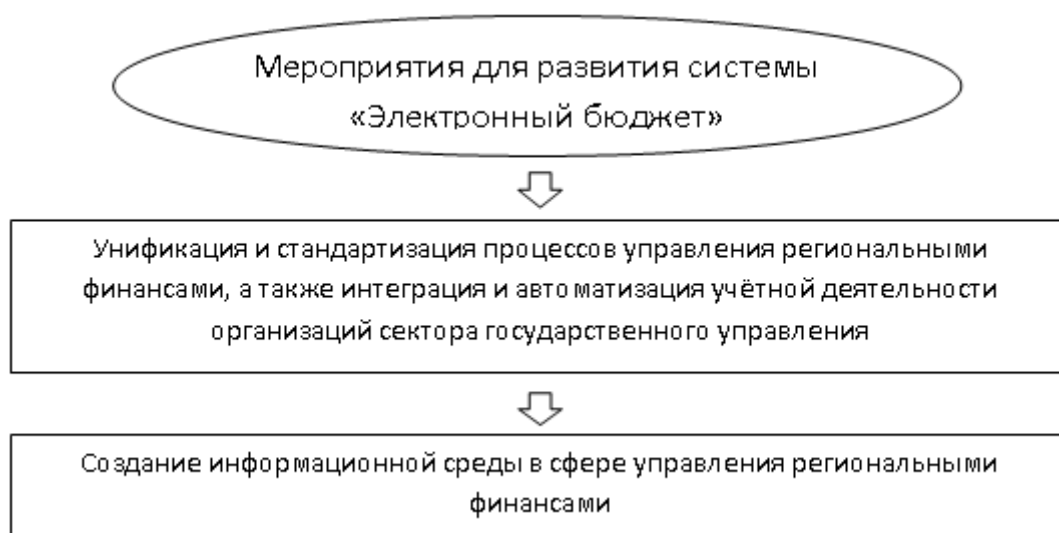 Мероприятия для развития системы
«Электронный бюджет»
Унификация и стандартизация процессов управления региональными
финансами, а также интеграция и автоматизация учётной деятельности
организаций сектора государственного управления
Создание информационной среды в сфере управления региональными
финансами